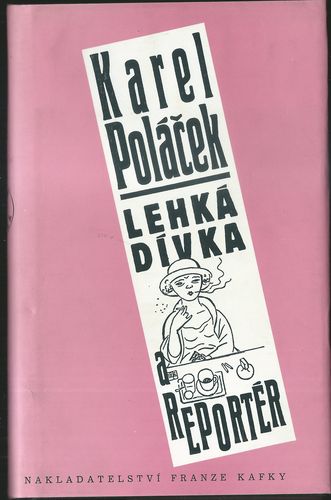 Karel
Poláček
LEHKÁ
DÍVKA
a
REPORTÉR
NAKLADATELSTVÍ FRANZE KAFKY